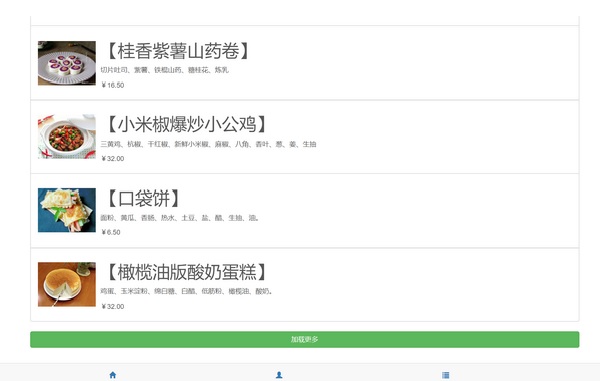 【桂香紫薯山药卷】
切片吐司、紫薯、铁棍山药、糖桂花、炼乳
￥16.50
【小米椒爆炒小公鸡】
三黄鸡、杭椒、干红椒、新鲜小米椒、麻椒、八角、香叶、葱、姜、生抽
￥32.00
【口袋饼】
面粉、黄瓜、香肠、热水、土豆、盐、醋、生抽、油。
￥6.50
【橄榄油版酸奶蛋糕】
鸡蛋、玉米淀粉、绵白糖、白醋、低筋粉、橄榄油、酸奶。
￥32.00
加载更多